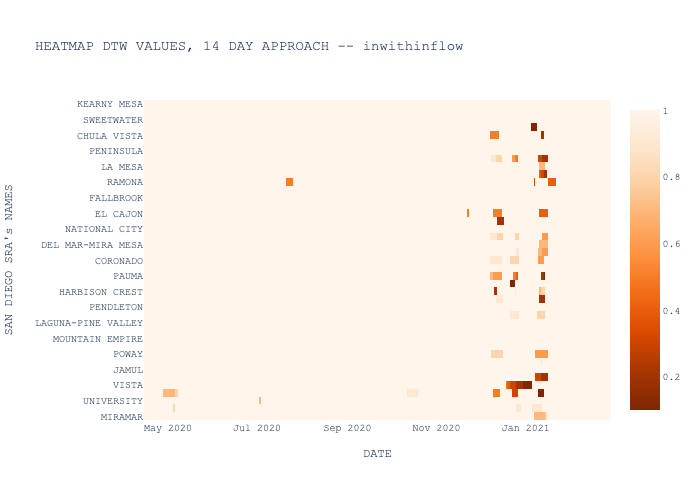 HEATMAP DTW VALUES, 14 DAY APPROACH -- inwithinflow
SAN DIEGO SRA's NAMES
KEARNY MESA
SWEETWATER
CHULA VISTA
PENINSULA
LA MESA
RAMONA
FALLBROOK
EL CAJON
NATIONAL CITY
DEL MAR-MIRA MESA
CORONADO
PAUMA
HARBISON CREST
PENDLETON
LAGUNA-PINE VALLEY
MOUNTAIN EMPIRE
POWAY
JAMUL
VISTA
UNIVERSITY
MIRAMAR
May 2020 Jul 2020 Sep 2020 Nov 2020 Jan 2021
DATE
1
0.8
0.6
0.4
0.2